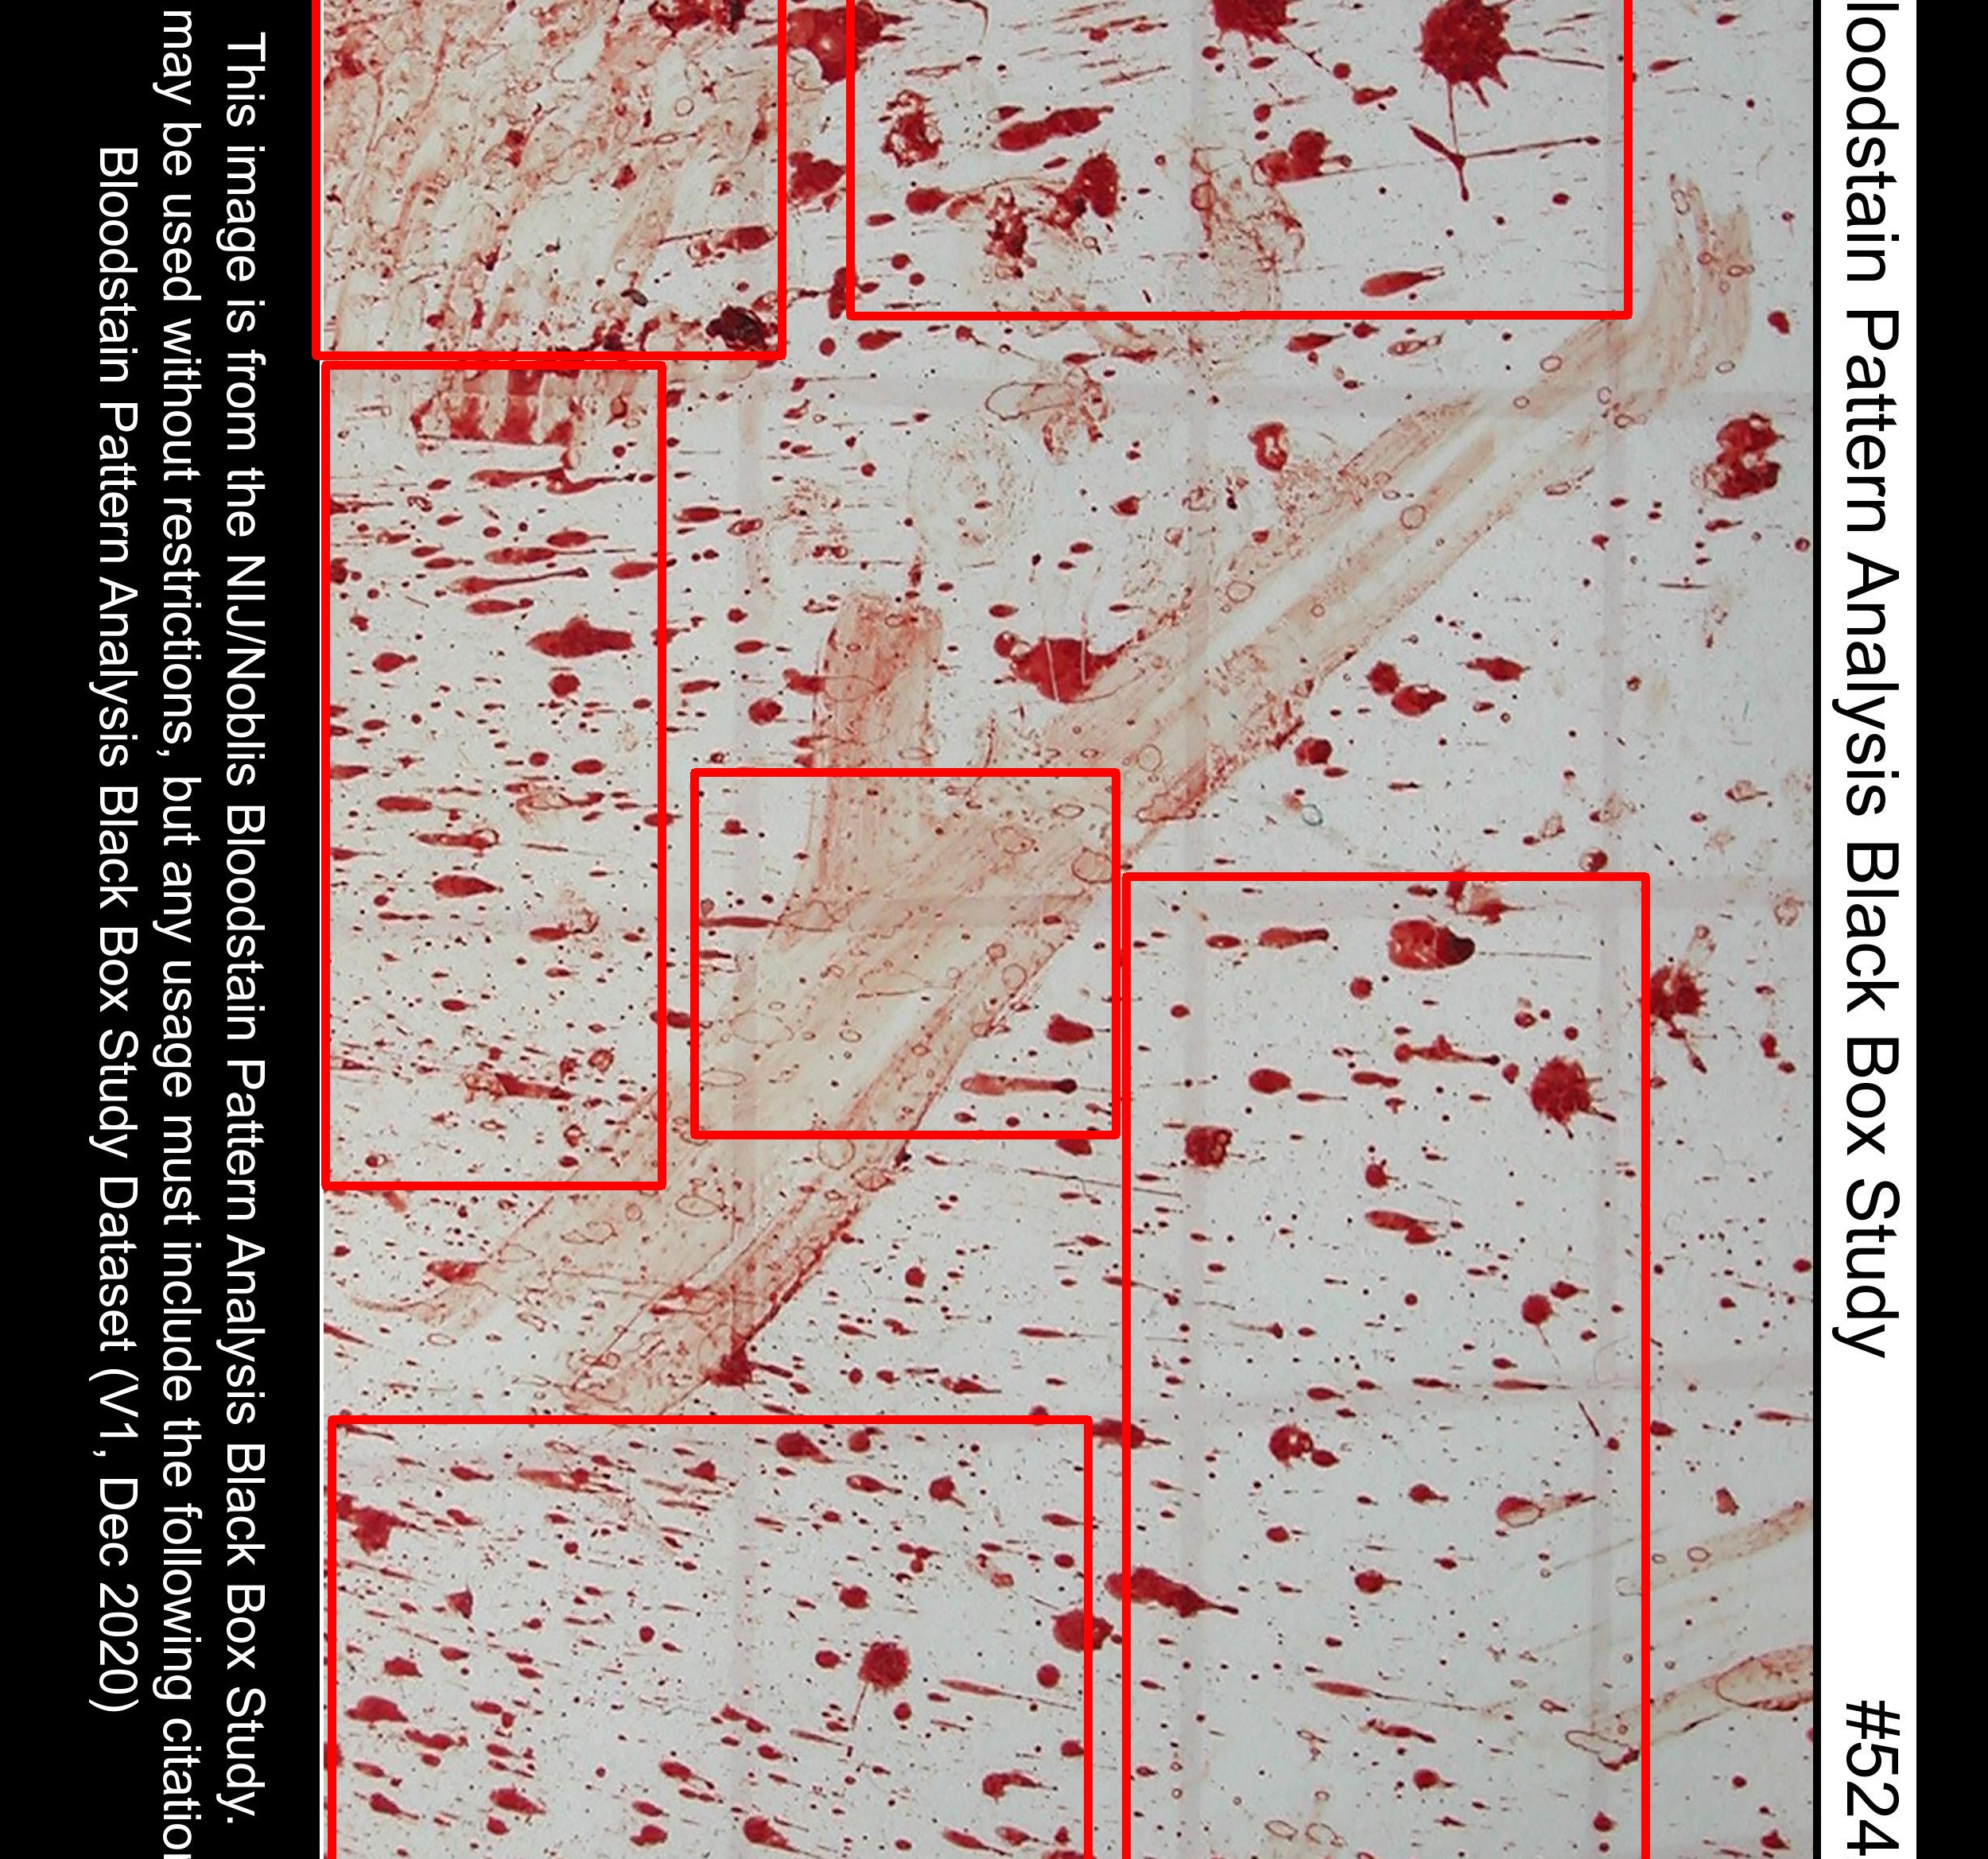 loodstain Pattern Analysis Black Box Study #524
This image is from the NIJ/Noblis Bloodstain Pattern Analysis Black Box Study.
may be used without restrictions, but any usage must include the following citation
Bloodstain Pattern Analysis Black Box Study Dataset (V1, Dec 2020)